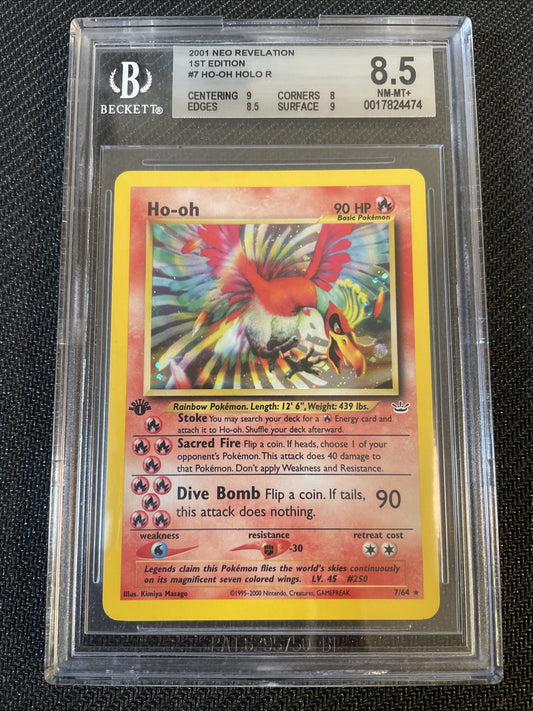 B
BECKETT®
2001 NEO REVELATION
1ST EDITION
#7 HO-OH HOLO R
CENTERING 9 CORNERS 8
EDGES 8.5 SURFACE 9
8.5
NM-MT+
0017824474
Ho-oh 90 HP
Basic Pokémon
Rainbow Pokémon. Length: 12' 6", Weight: 439 lbs.
EDITION
1
Stoke You may search your deck for a Energy card and
attach it to Ho-oh. Shuffle your deck afterward.
Sacred Fire Flip a coin. If heads, choose 1 of your
opponent's Pokémon. This attack does 40 damage to
that Pokémon. Don't apply Weakness and Resistance.
Dive Bomb Flip a coin. If tails, 90
this attack does nothing.
weakness resistance retreat cost
-30
Legends claim this Pokémon flies the world's skies continuously
on its magnificent seven colored wings. LV. 45 #250
Illus. Kimiya Masago ©1995-2000 Nintendo, Creatures, GAMEFREAK. 7/64 ★